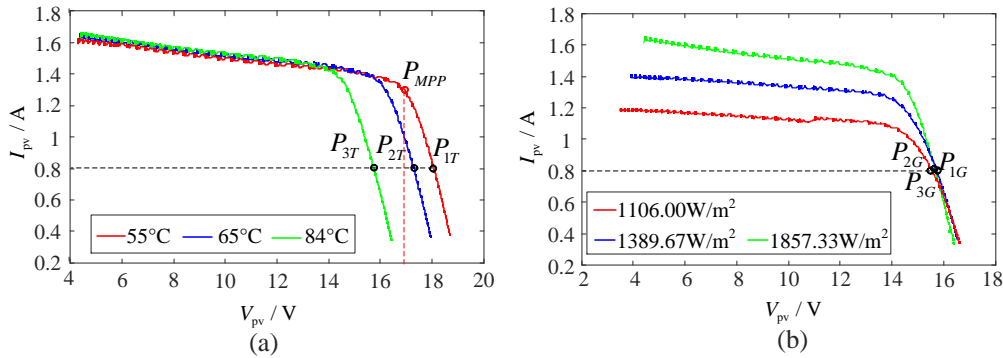 1.8
1.6
1.4
1.2
1
0.8
0.6
0.4
0.2
I_pv / A
P_MPP
P_3T P_2T P_1T
55°C 65°C 84°C
4 6 8 10 12 14 16 18 20
V_pv / V
(a)
1.8
1.6
1.4
1.2
1
0.8
0.6
0.4
0.2
0
I_pv / A
P_2G P_1G
P_3G
1106.00W/m²
1389.67W/m² 1857.33W/m²
2 4 6 8 10 12 14 16 18
V_pv / V
(b)